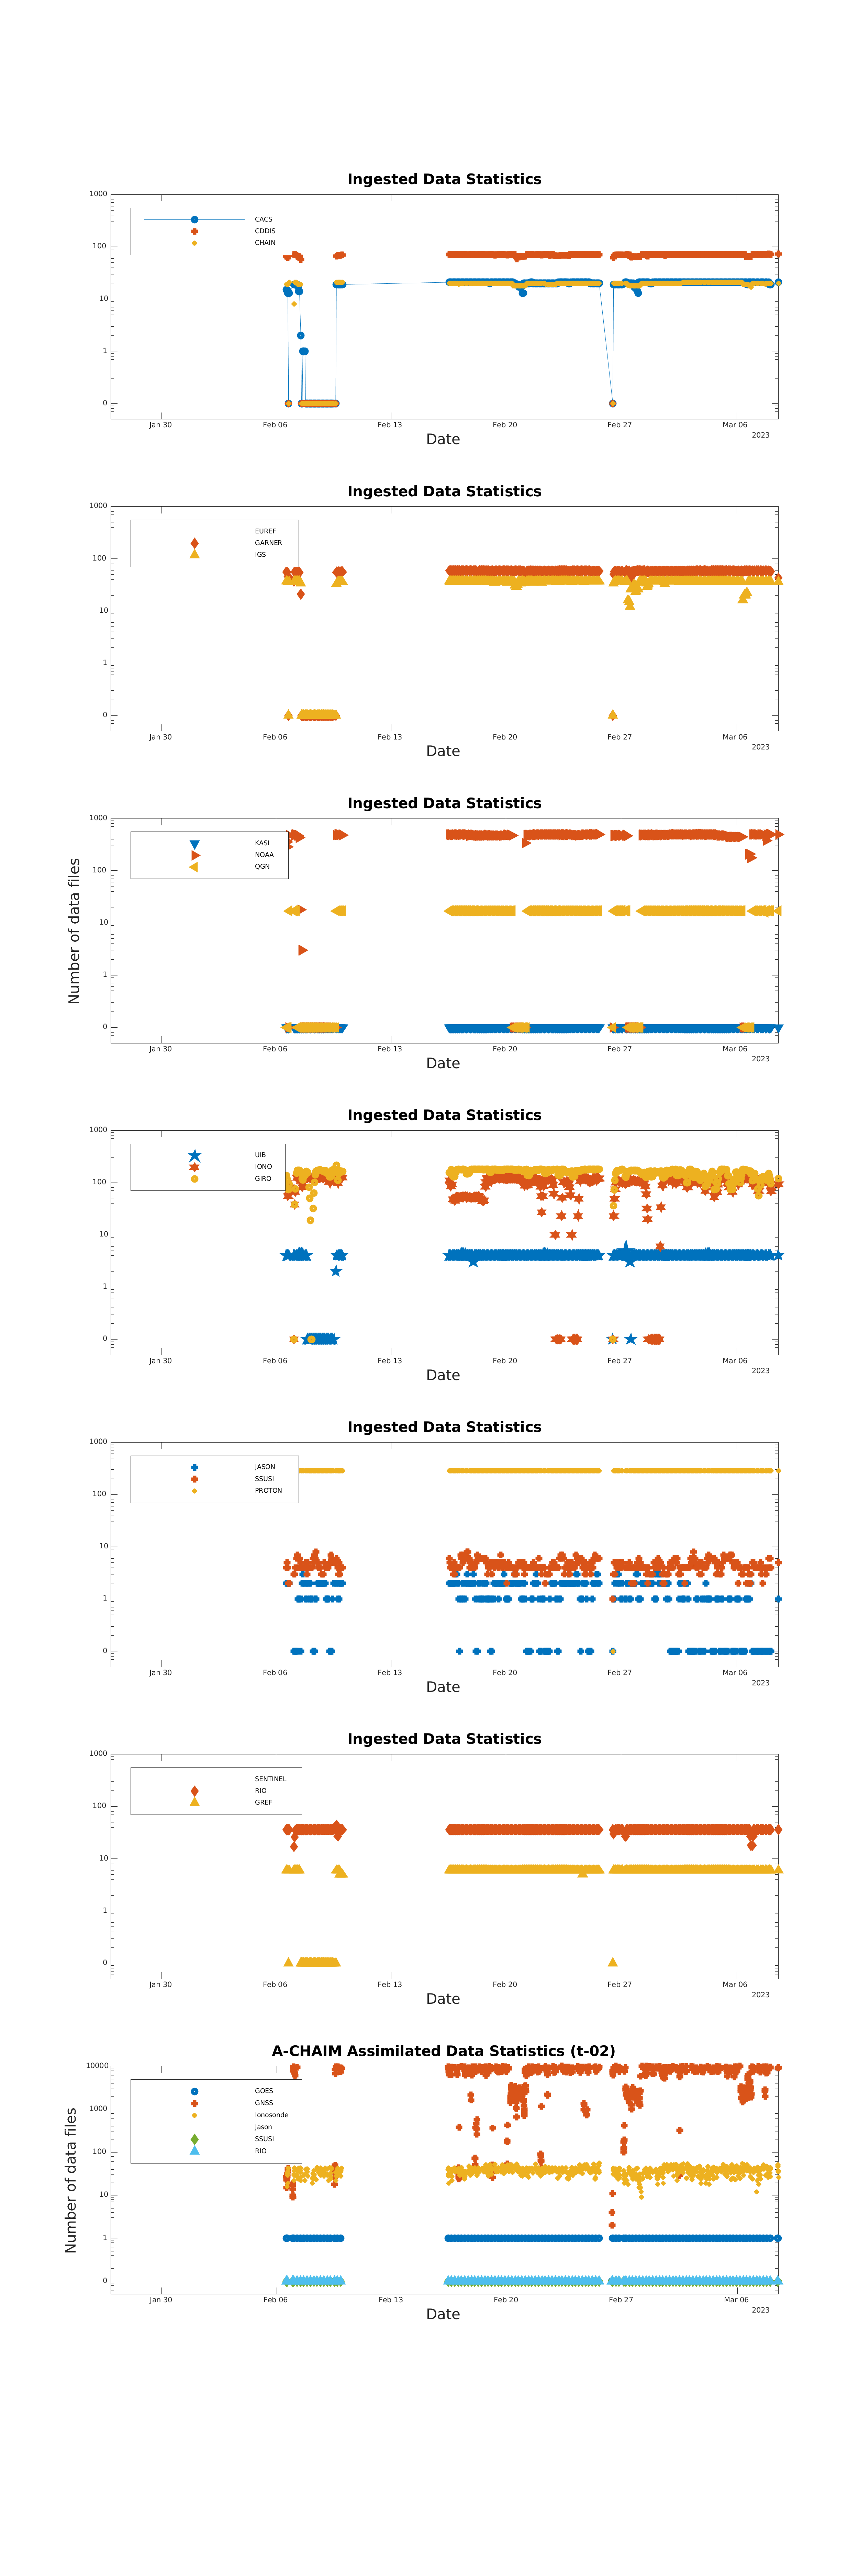 Ingested Data Statistics
1000
100
10
1
0
CACS
CDDIS
CHAIN
Jan 30 Feb 06 Feb 13 Feb 20 Feb 27 Mar 06
2023
Date
Ingested Data Statistics
1000
100
10
1
0
EUREF
GARNER
IGS
Jan 30 Feb 06 Feb 13 Feb 20 Feb 27 Mar 06
2023
Date
Ingested Data Statistics
Number of data files
1000
100
10
1
0
KASI
NOAA
QGN
Jan 30 Feb 06 Feb 13 Feb 20 Feb 27 Mar 06
2023
Date
Ingested Data Statistics
1000
100
10
1
0
UIB
IONO
GIRO
Jan 30 Feb 06 Feb 13 Feb 20 Feb 27 Mar 06
2023
Date
Ingested Data Statistics
1000
100
10
1
0
JASON
SSUSI
PROTON
Jan 30 Feb 06 Feb 13 Feb 20 Feb 27 Mar 06
2023
Date
Ingested Data Statistics
1000
100
10
1
0
SENTINEL
RIO
GREF
Jan 30 Feb 06 Feb 13 Feb 20 Feb 27 Mar 06
2023
Date
A-CHAIM Assimilated Data Statistics (t-02)
Number of data files
10000
1000
100
10
1
0
GOES
GNSS
Ionosonde
Jason
SSUSI
RIO
Jan 30 Feb 06 Feb 13 Feb 20 Feb 27 Mar 06
2023
Date